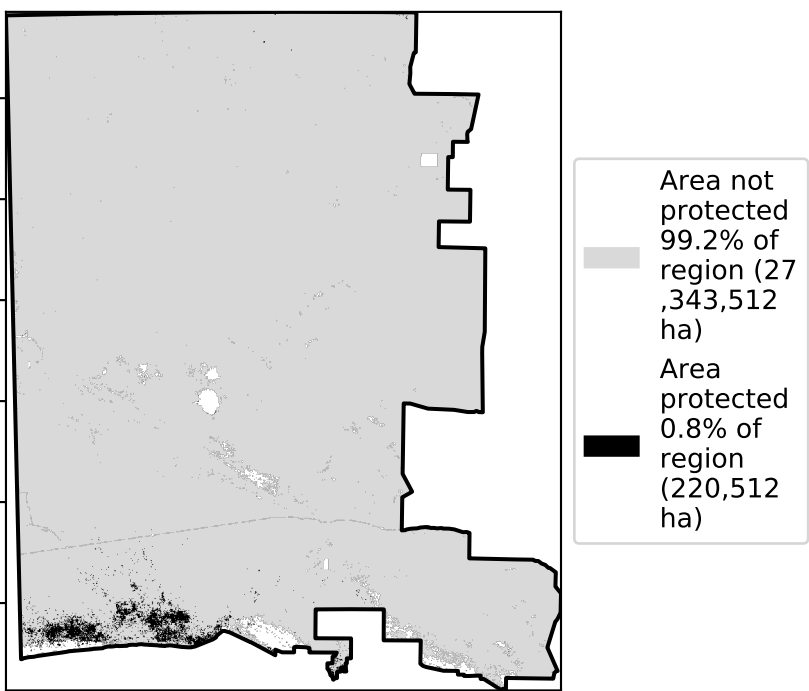 Area not
protected
99.2% of
region (27
,343,512
ha)
Area
protected
0.8% of
region
(220,512
ha)